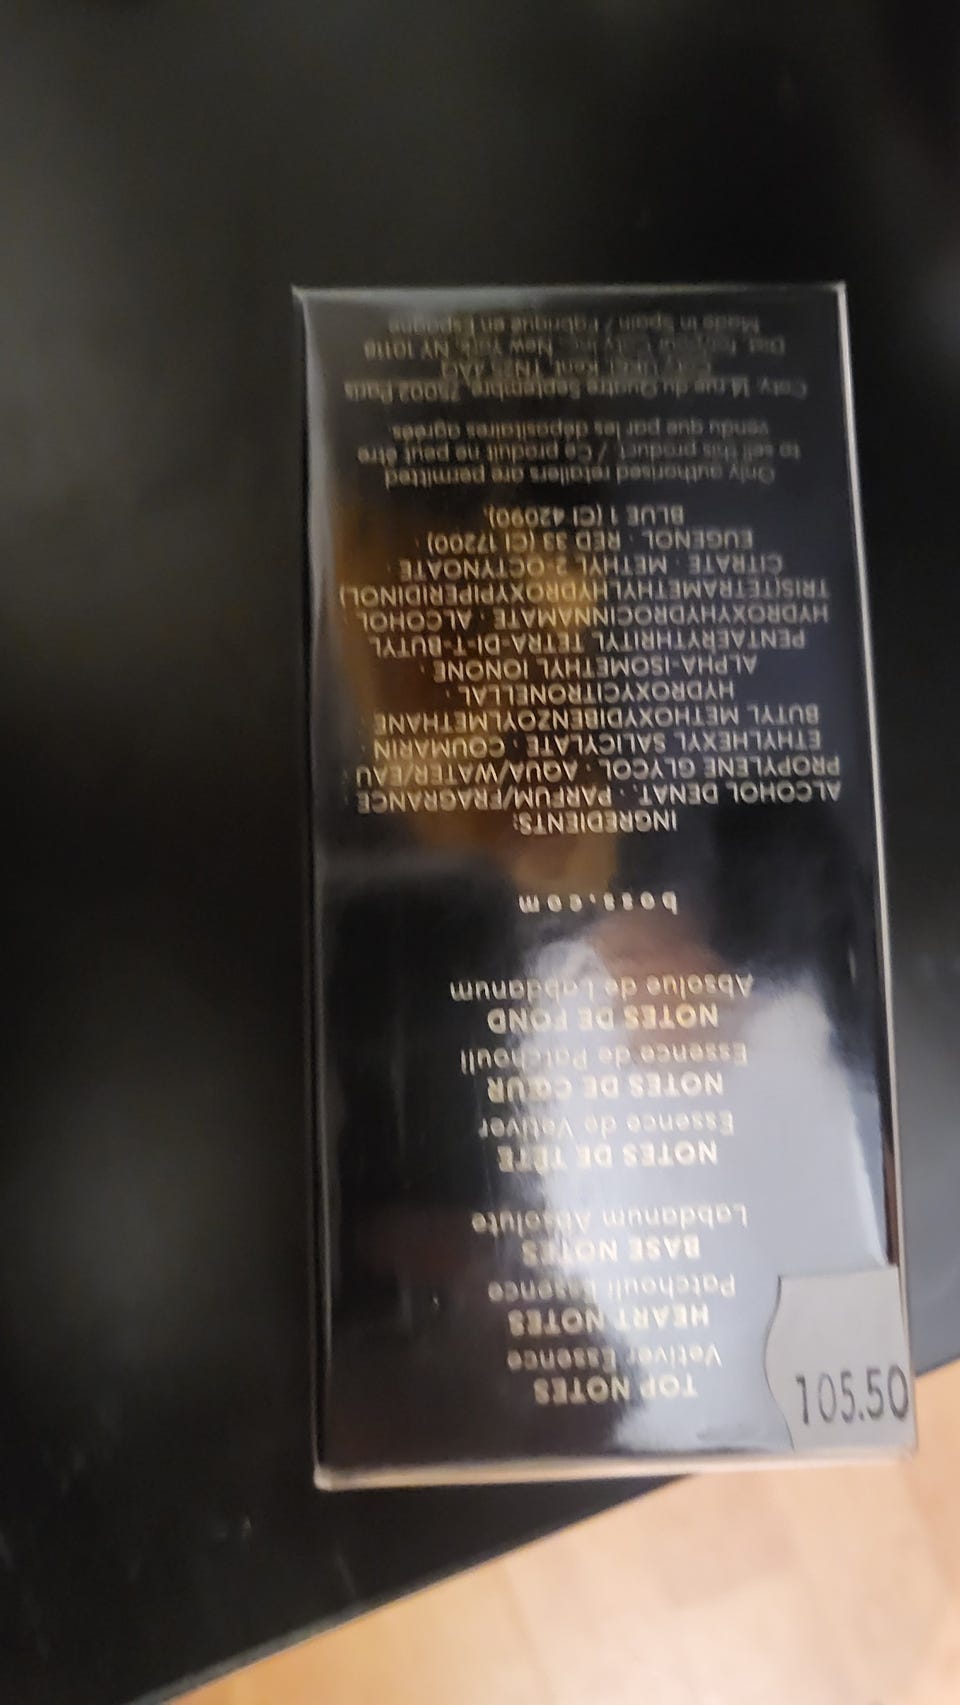 TOP NOTES
Vetiver Essence
HEART NOTES
Patchouli Essence
BASE NOTES
Labdanum Absolute
NOTES DE TÊTE
Essence de Vetiver
NOTES DE CŒUR
Essence de Patchouli
NOTES DE FOND
Absolue de Labdanum
boss.com
INGREDIENTS:
ALCOHOL DENAT. · PARFUM/FRAGRANCE ·
PROPYLENE GLYCOL · AQUA/WATER/EAU ·
ETHYLHEXYL SALICYLATE · COUMARIN ·
BUTYL METHOXYDIBENZOYLMETHANE ·
HYDROXYCITRONELLAL ·
ALPHA-ISOMETHYL IONONE ·
PENTAERYTHRITYL TETRA-DI-T-BUTYL
HYDROXYHYDROCINNAMATE · ALCOHOL ·
TRIS(TETRAMETHYLHYDROXYPIPERIDINOL)
CITRATE · METHYL 2-OCTYNOATE ·
EUGENOL · RED 33 (CI 17200) ·
BLUE 1 (CI 42090).
Only authorised retailers are permitted
to sell this product / Ce produit ne peut être
vendu que par les dépositaires agréés
Coty, 14 rue du Quatre Septembre, 75002 Paris
Kent, TN25 4AQ
Dist. New York, NY 10118
Made in Spain / Fabriqué en Espagne
105.50